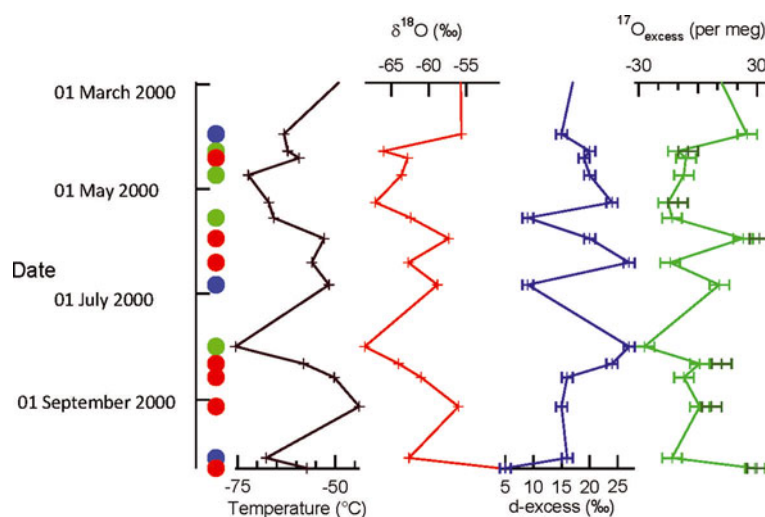 δ18O (‰)
17Oexcess (per meg)
-65 -60 -55
-30 30
01 March 2000
01 May 2000
Date
01 July 2000
01 September 2000
-75 -50
5 10 15 20 25
Temperature (°C)
d-excess (‰)